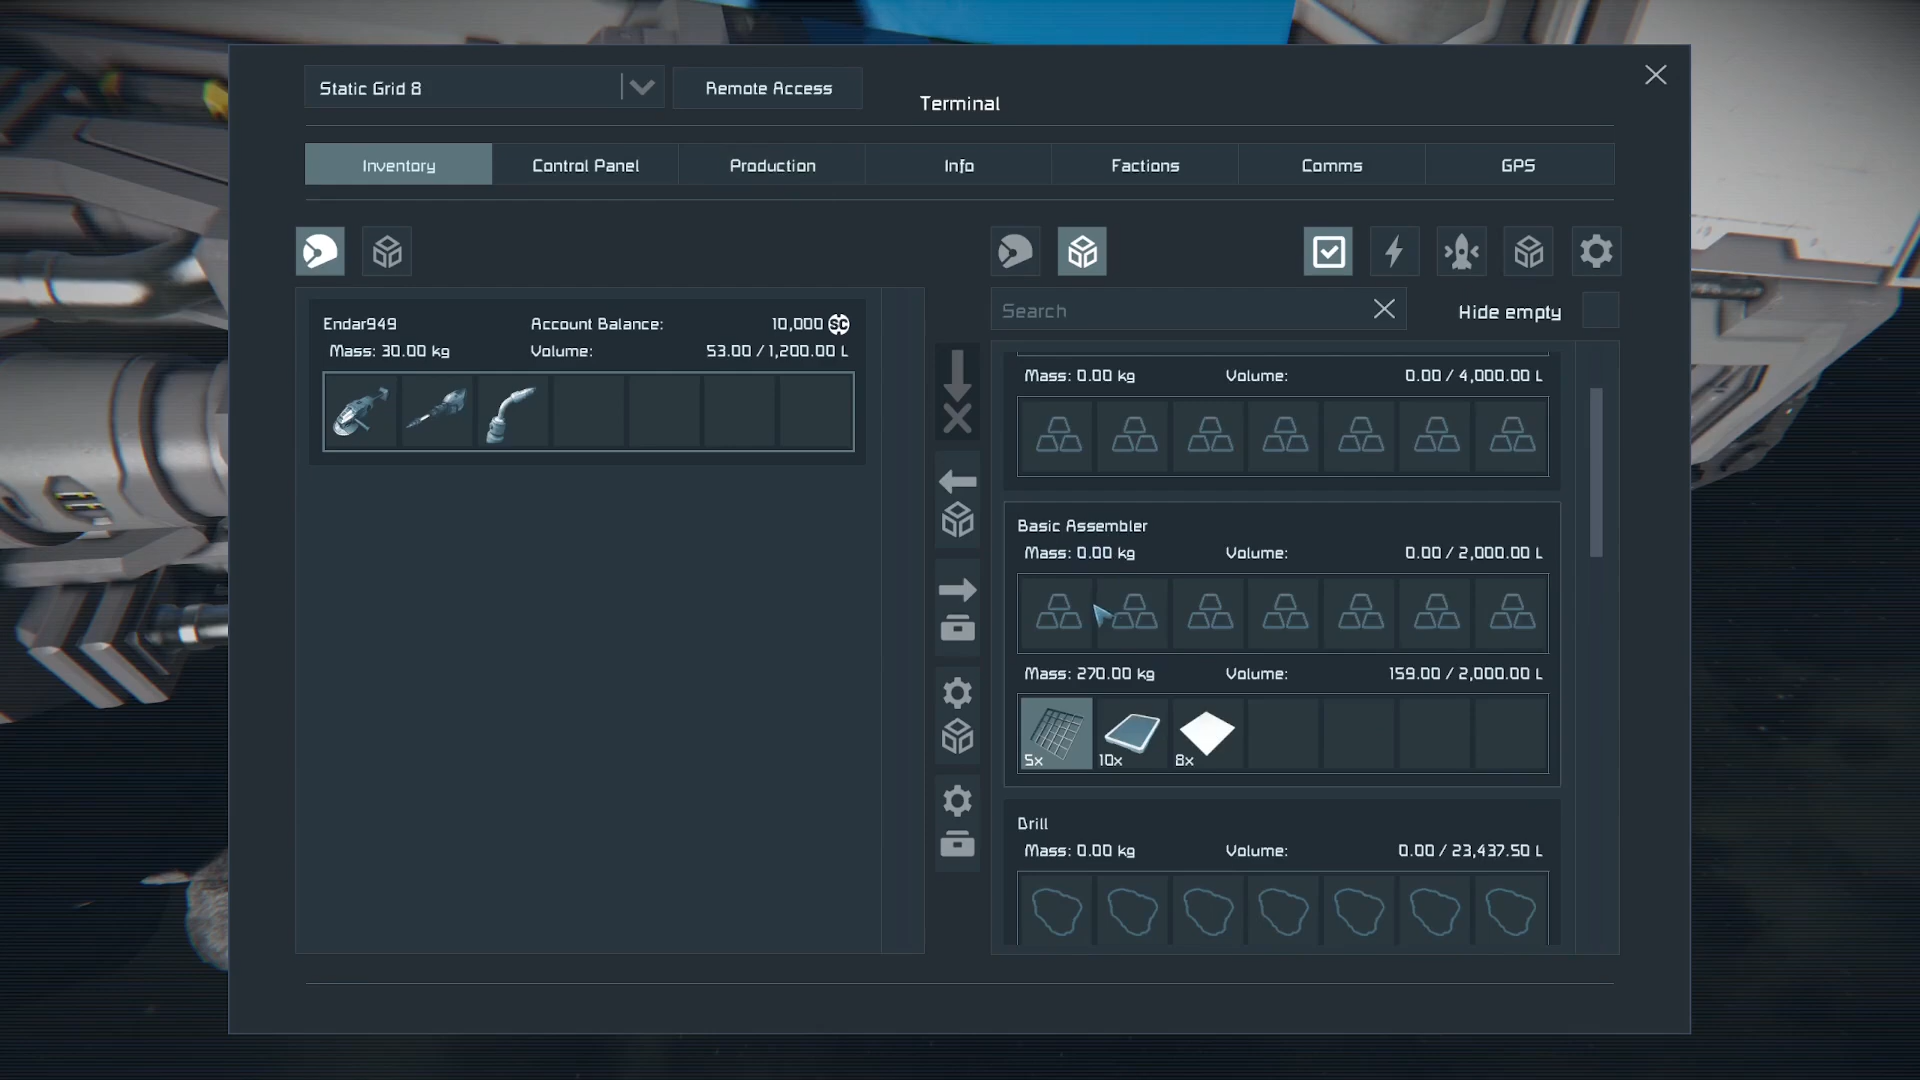 Static Grid 8
Remote Access
Terminal
Inventory
Control Panel
Production
Info
Factions
Comms
GPS
Search
Hide empty
Endar949
Account Balance:
10,000 SC
Mass: 30.00 kg
Volume:
53.00 / 1,200.00 L
Mass: 0.00 kg
Volume:
0.00 / 4,000.00 L
Basic Assembler
Mass: 0.00 kg
Volume:
0.00 / 2,000.00 L
Mass: 270.00 kg
Volume:
159.00 / 2,000.00 L
5x
10x
8x
Drill
Mass: 0.00 kg
Volume:
0.00 / 23,437.50 L